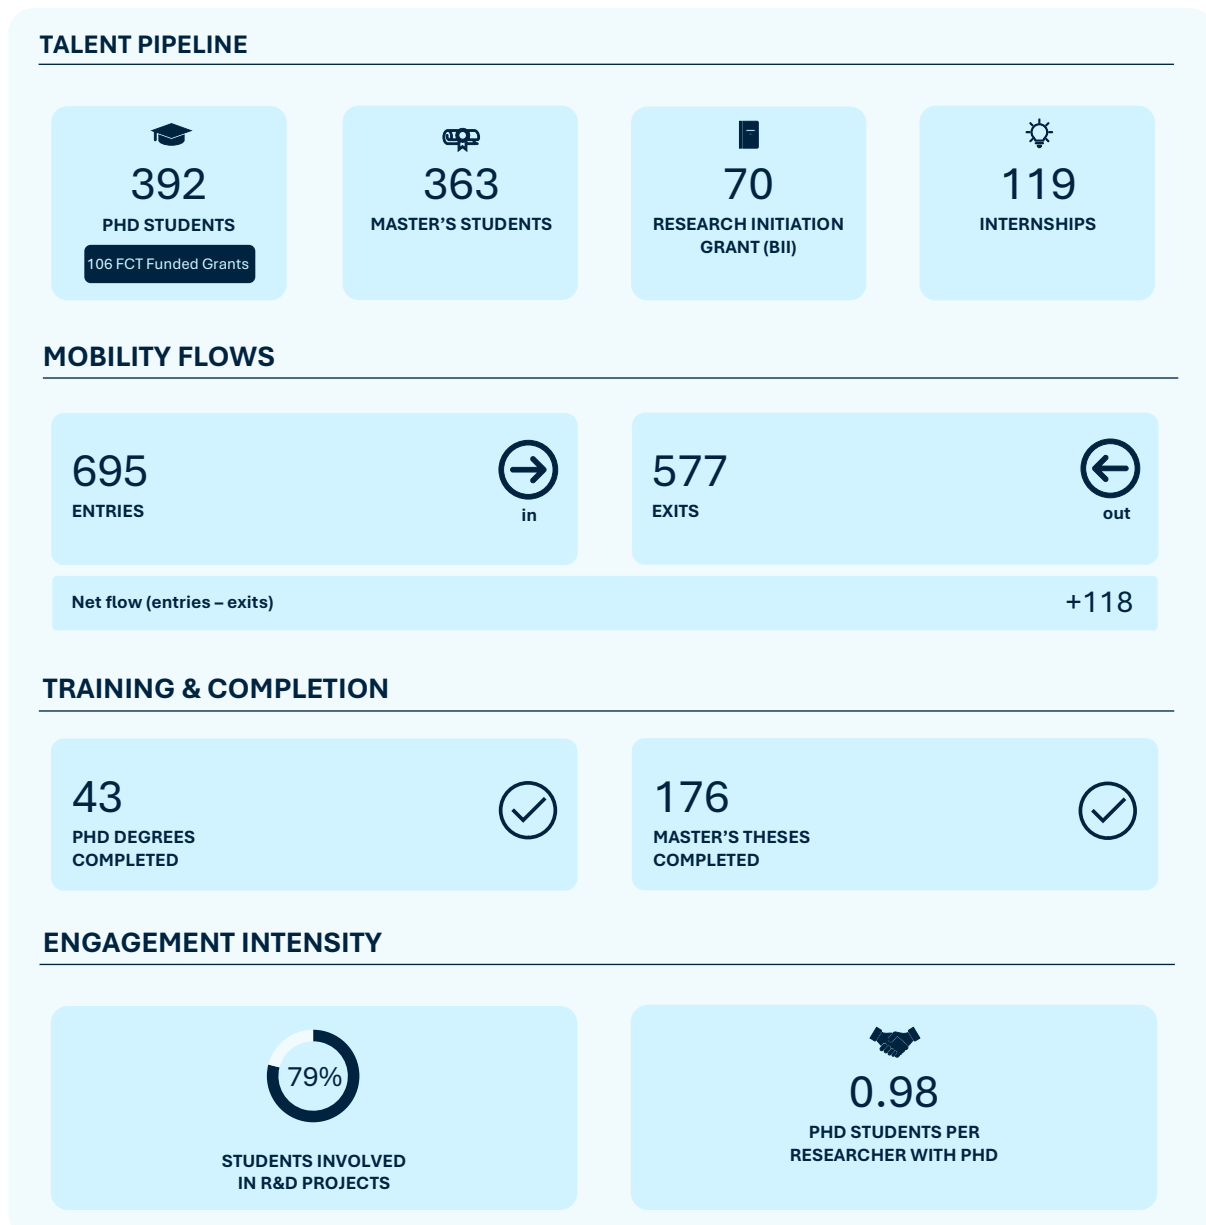 TALENT PIPELINE
392
PHD STUDENTS
106 FCT Funded Grants
363
MASTER’S STUDENTS
70
RESEARCH INITIATION
GRANT (BII)
119
INTERNSHIPS
MOBILITY FLOWS
695
ENTRIES
in
577
EXITS
out
Net flow (entries – exits)
+118
TRAINING & COMPLETION
43
PHD DEGREES
COMPLETED
176
MASTER’S THESES
COMPLETED
ENGAGEMENT INTENSITY
79%
STUDENTS INVOLVED
IN R&D PROJECTS
0.98
PHD STUDENTS PER
RESEARCHER WITH PHD